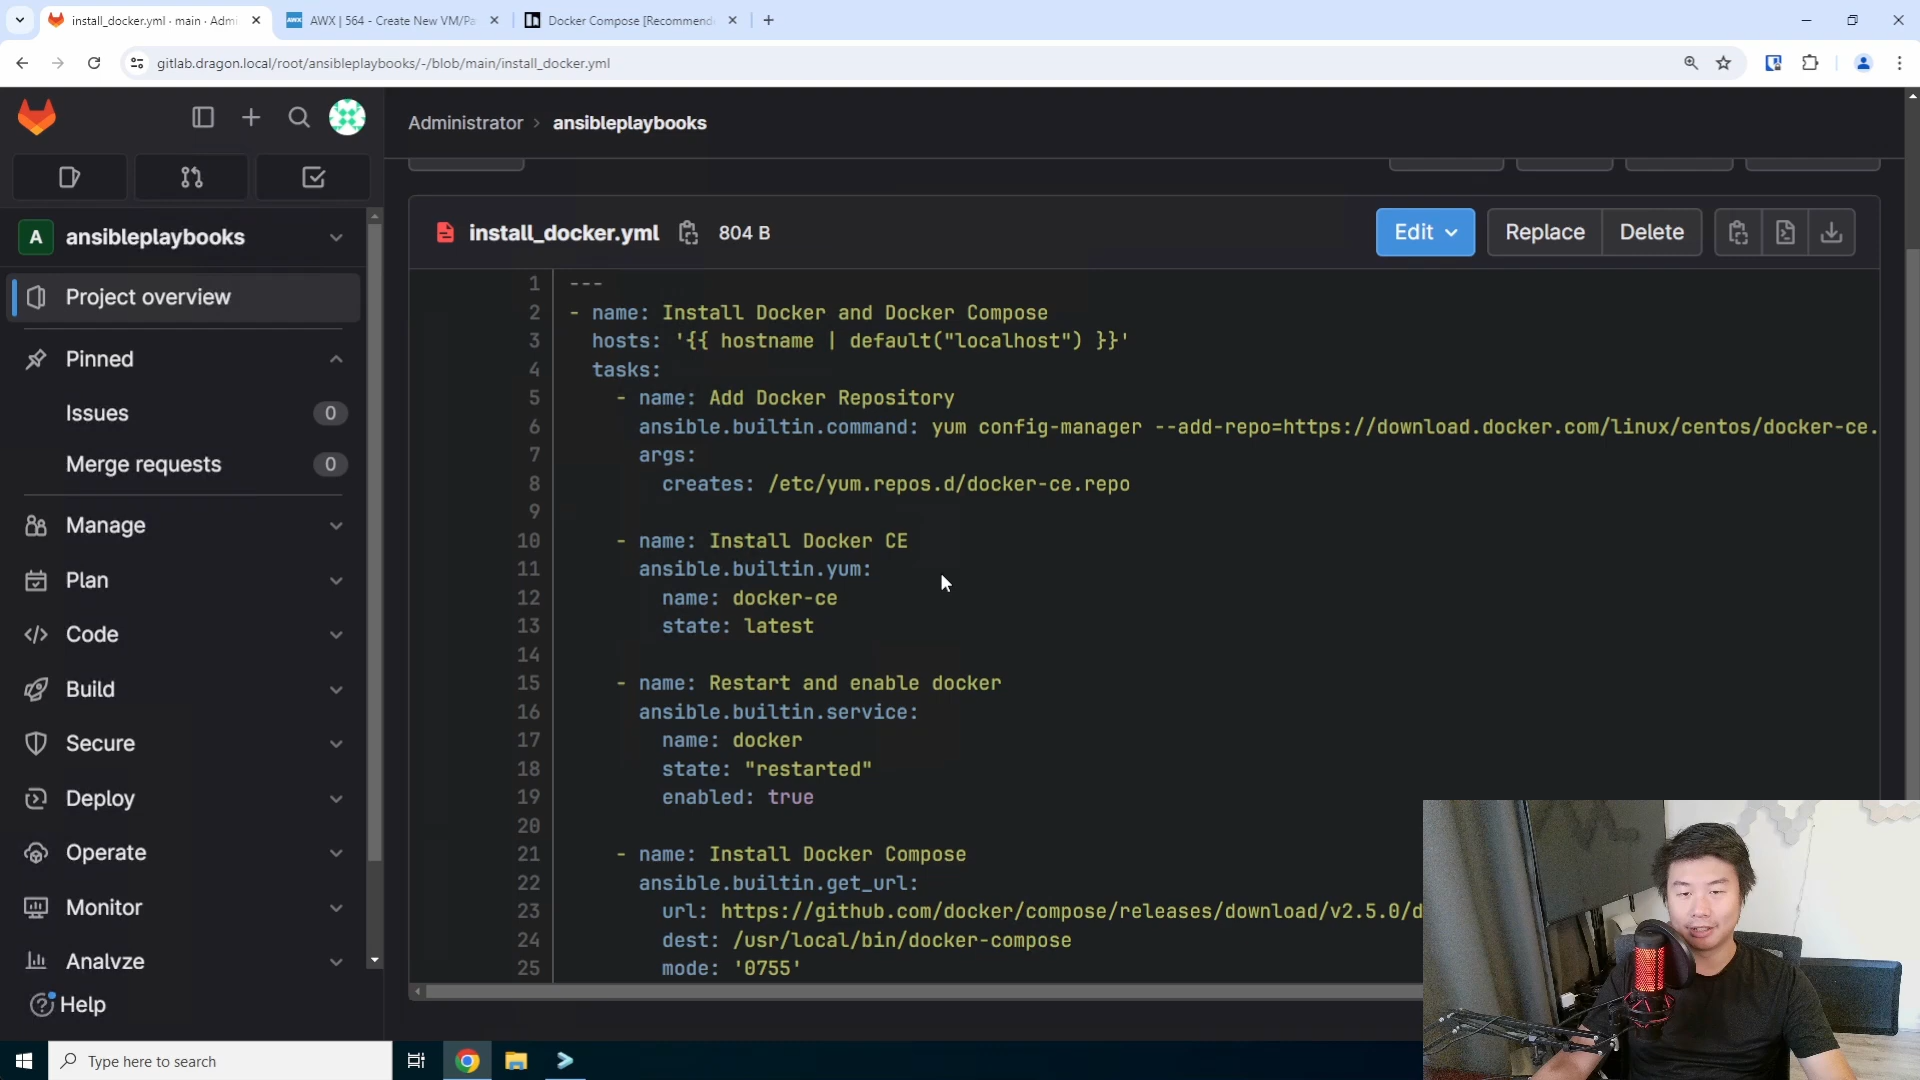 install_docker.yml · main · Admi
AWX | 564 - Create New VM/Pa
Docker Compose [Recommend
gitlab.dragon.local/root/ansibleplaybooks/-/blob/main/install_docker.yml
Administrator > ansibleplaybooks
A ansibleplaybooks
Project overview
Pinned
Issues 0
Merge requests 0
Manage
Plan
Code
Build
Secure
Deploy
Operate
Monitor
Analyze
Help
install_docker.yml 804 B
Edit Replace Delete
1 ---
2 - name: Install Docker and Docker Compose
3 hosts: '{{ hostname | default("localhost") }}'
4 tasks:
5 - name: Add Docker Repository
6 ansible.builtin.command: yum config-manager --add-repo=https://download.docker.com/linux/centos/docker-ce.
7 args:
8 creates: /etc/yum.repos.d/docker-ce.repo
9
10 - name: Install Docker CE
11 ansible.builtin.yum:
12 name: docker-ce
13 state: latest
14
15 - name: Restart and enable docker
16 ansible.builtin.service:
17 name: docker
18 state: "restarted"
19 enabled: true
20
21 - name: Install Docker Compose
22 ansible.builtin.get_url:
23 url: https://github.com/docker/compose/releases/download/v2.5.0/d
24 dest: /usr/local/bin/docker-compose
25 mode: '0755'
Type here to search